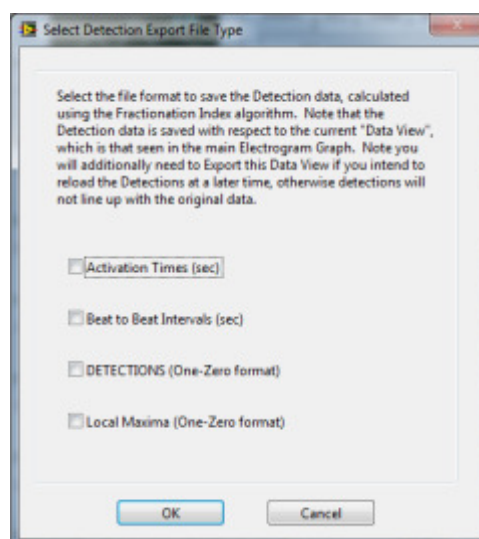 Select Detection Export File Type
Select the file format to save the Detection data, calculated
using the Fractionation Index algorithm. Note that the
Detection data is saved with respect to the current "Data View",
which is that seen in the main Electrogram Graph. Note you
will additionally need to Export this Data View if you intend to
reload the Detections at a later time, otherwise detections will
not line up with the original data.
Activation Times (sec)
Beat to Beat Intervals (sec)
DETECTIONS (One-Zero format)
Local Maxima (One-Zero format)
OK
Cancel